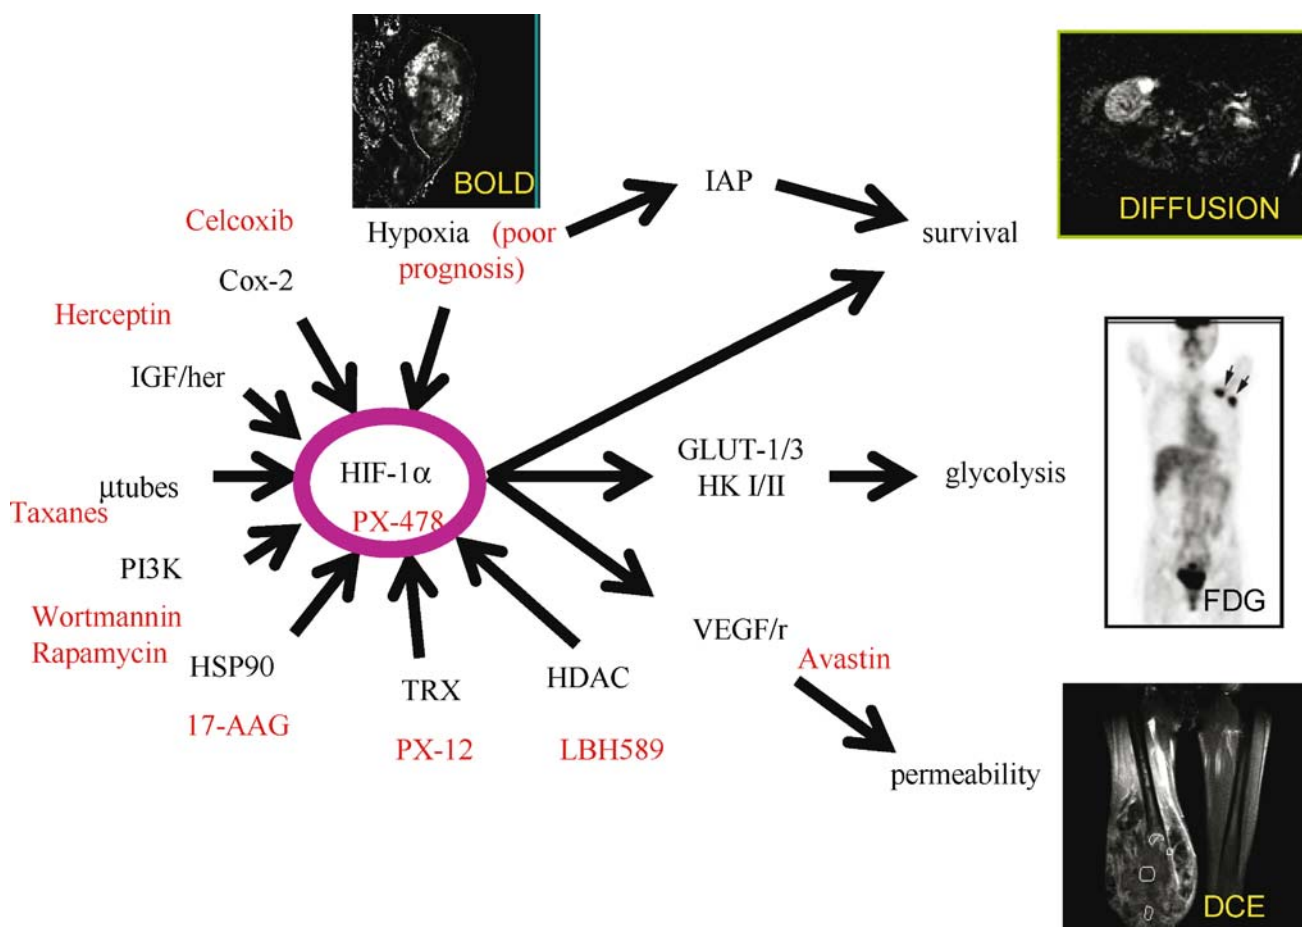 BOLD
DIFFUSION
Celcoxib
Hypoxia (poor
prognosis)
IAP
survival
Cox-2
Herceptin
IGF/her
HIF-1α
PX-478
GLUT-1/3
HK I/II
glycolysis
FDG
μtubes
Taxanes
PI3K
Wortmannin
Rapamycin
HSP90
17-AAG
TRX
PX-12
HDAC
LBH589
VEGF/r
Avastin
permeability
DCE